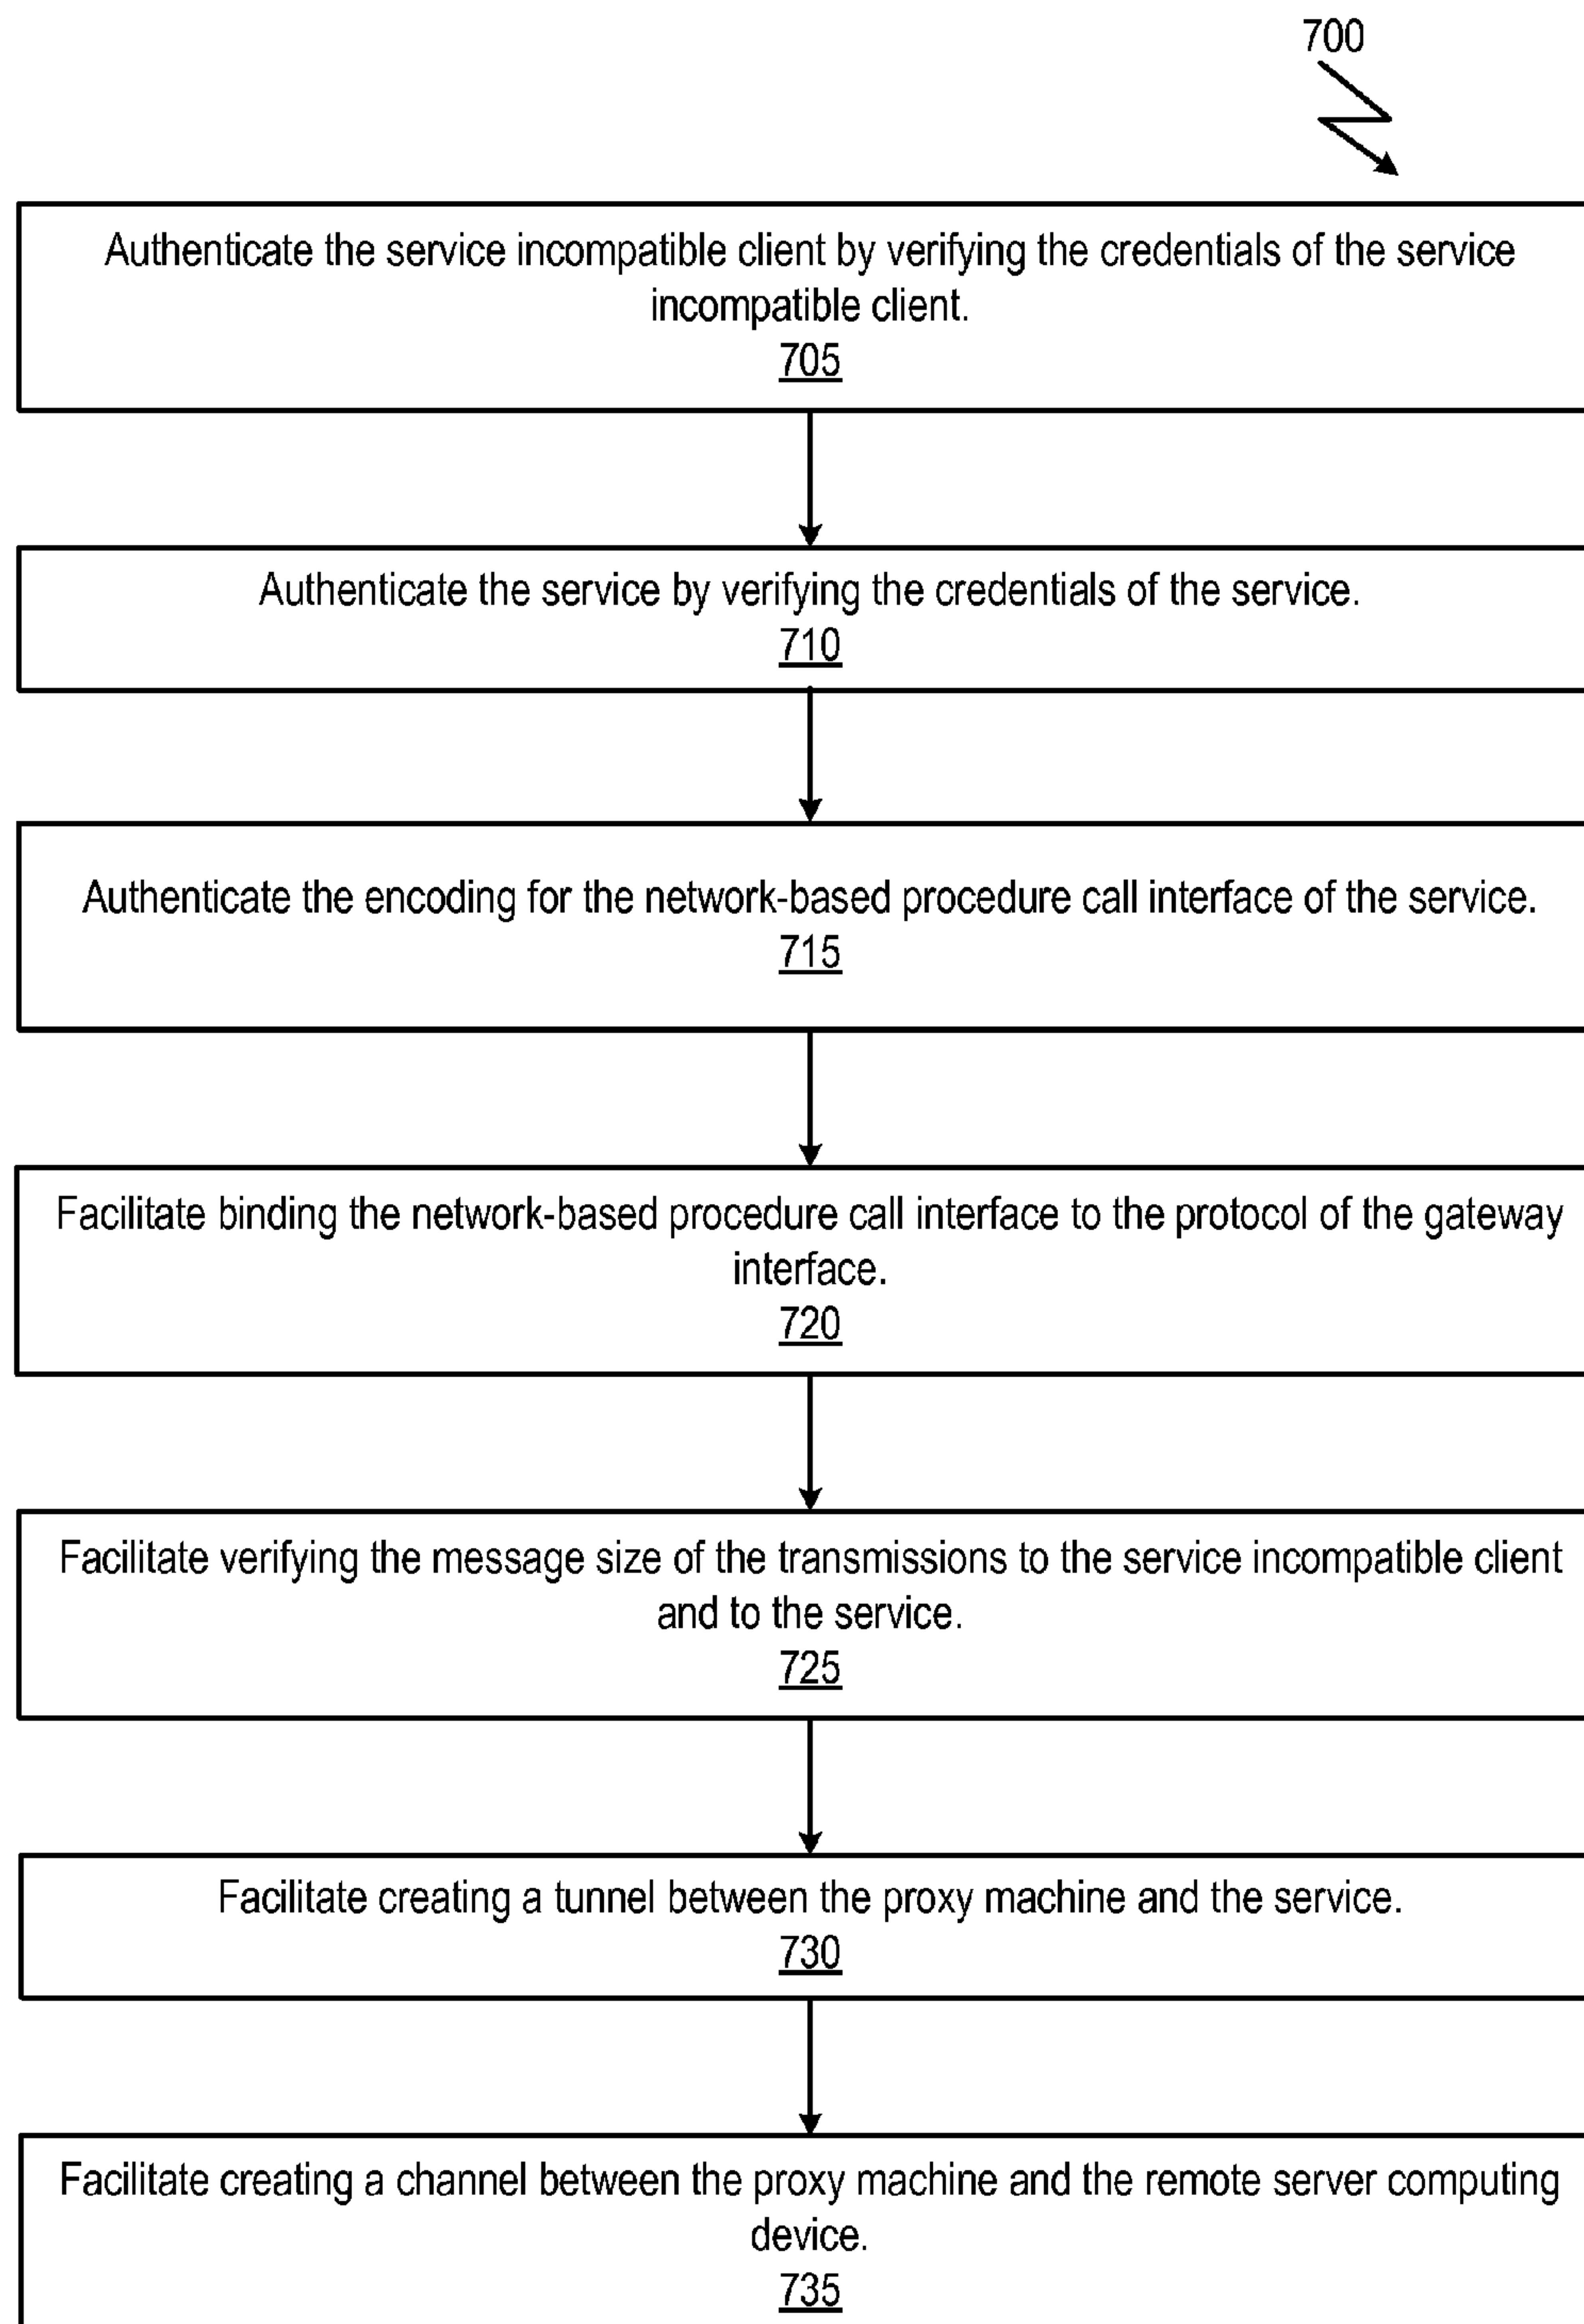 700
Authenticate the service incompatible client by verifying the credentials of the service
incompatible client.
705
Authenticate the service by verifying the credentials of the service.
710
Authenticate the encoding for the network-based procedure call interface of the service.
715
Facilitate binding the network-based procedure call interface to the protocol of the gateway
interface.
720
Facilitate verifying the message size of the transmissions to the service incompatible client
and to the service.
725
Facilitate creating a tunnel between the proxy machine and the service.
730
Facilitate creating a channel between the proxy machine and the remote server computing
device.
735